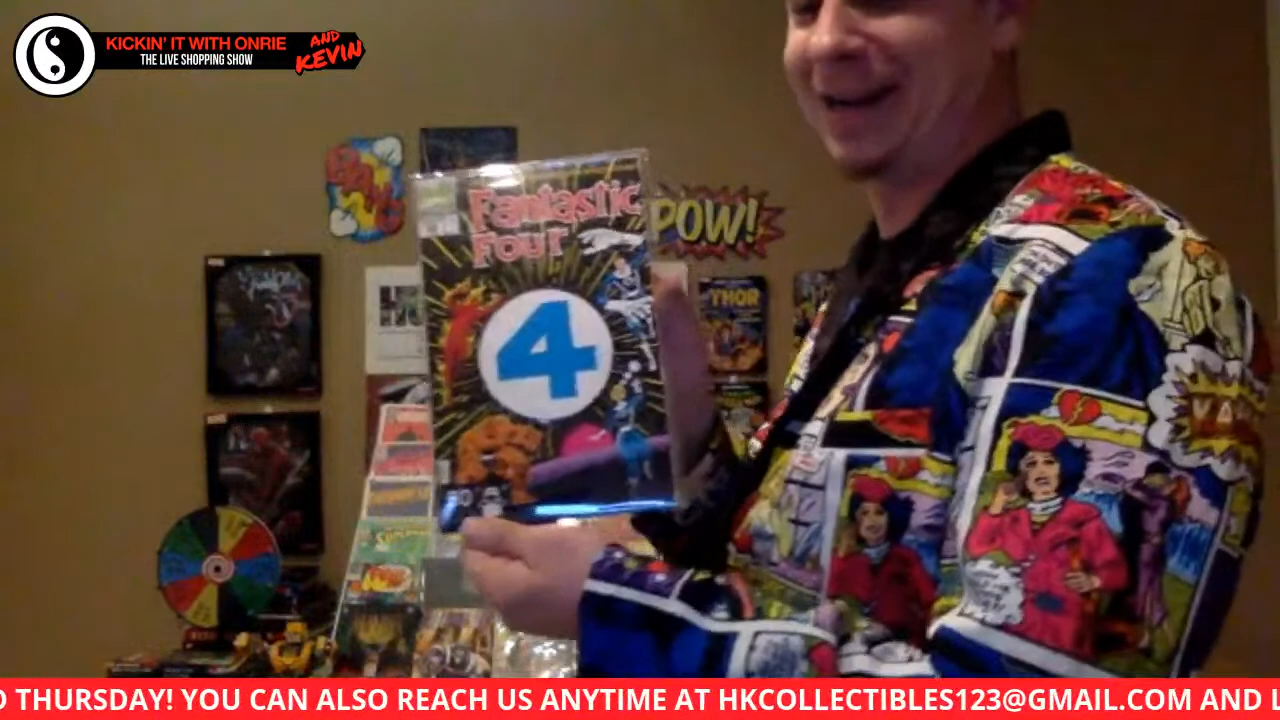 KICKIN' IT WITH ONRIE
AND
KEVIN
THE LIVE SHOPPING SHOW
Fantastic
FOUR
4
POW!
THOR
D THURSDAY! YOU CAN ALSO REACH US ANYTIME AT HKCOLLECTIBLES123@GMAIL.COM AND L